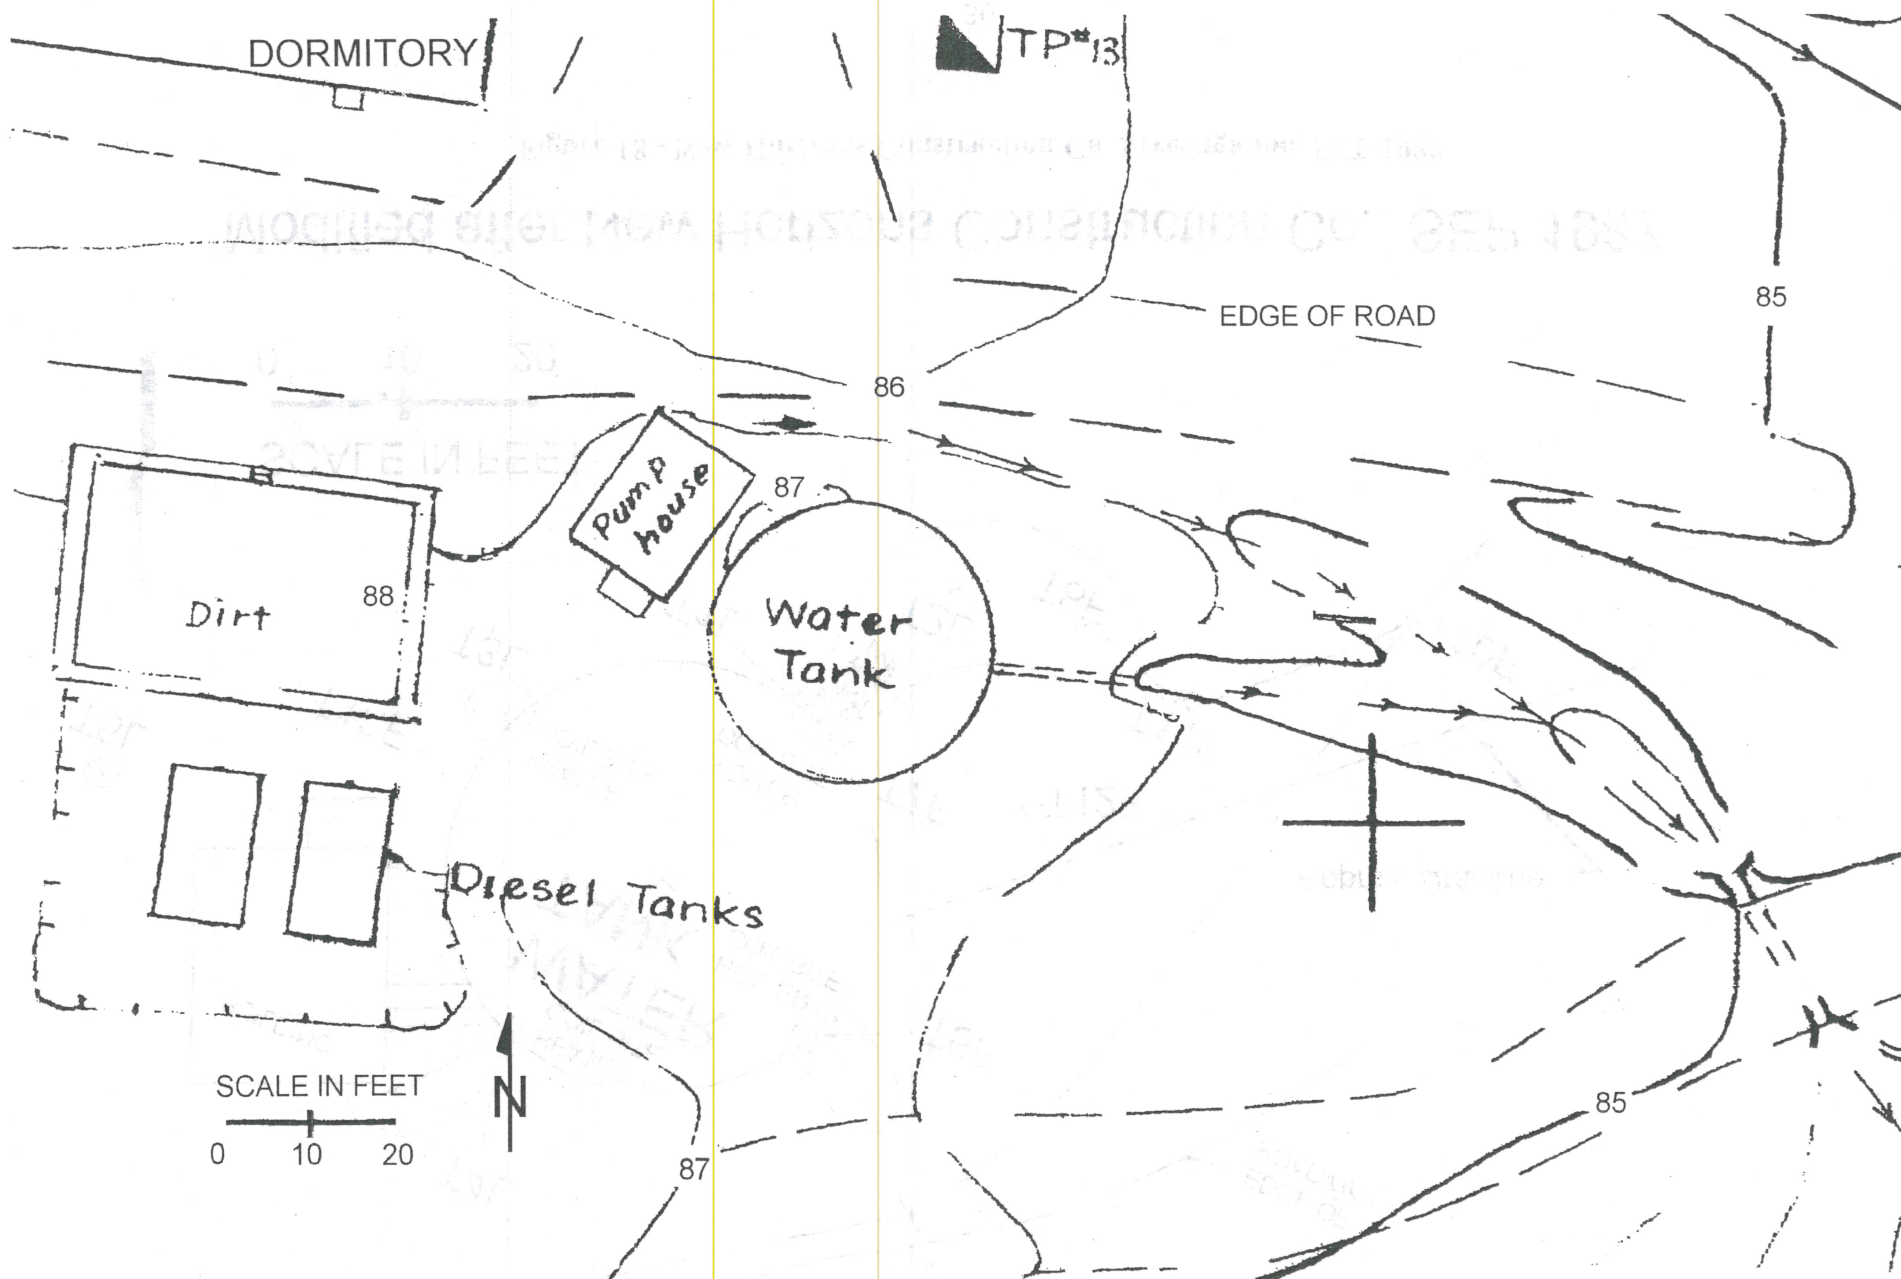 DORMITORY
TP#13
EDGE OF ROAD
85
86
87
Pump
house
88
Dirt
Water
Tank
Diesel Tanks
SCALE IN FEET
0 10 20
N
85
87